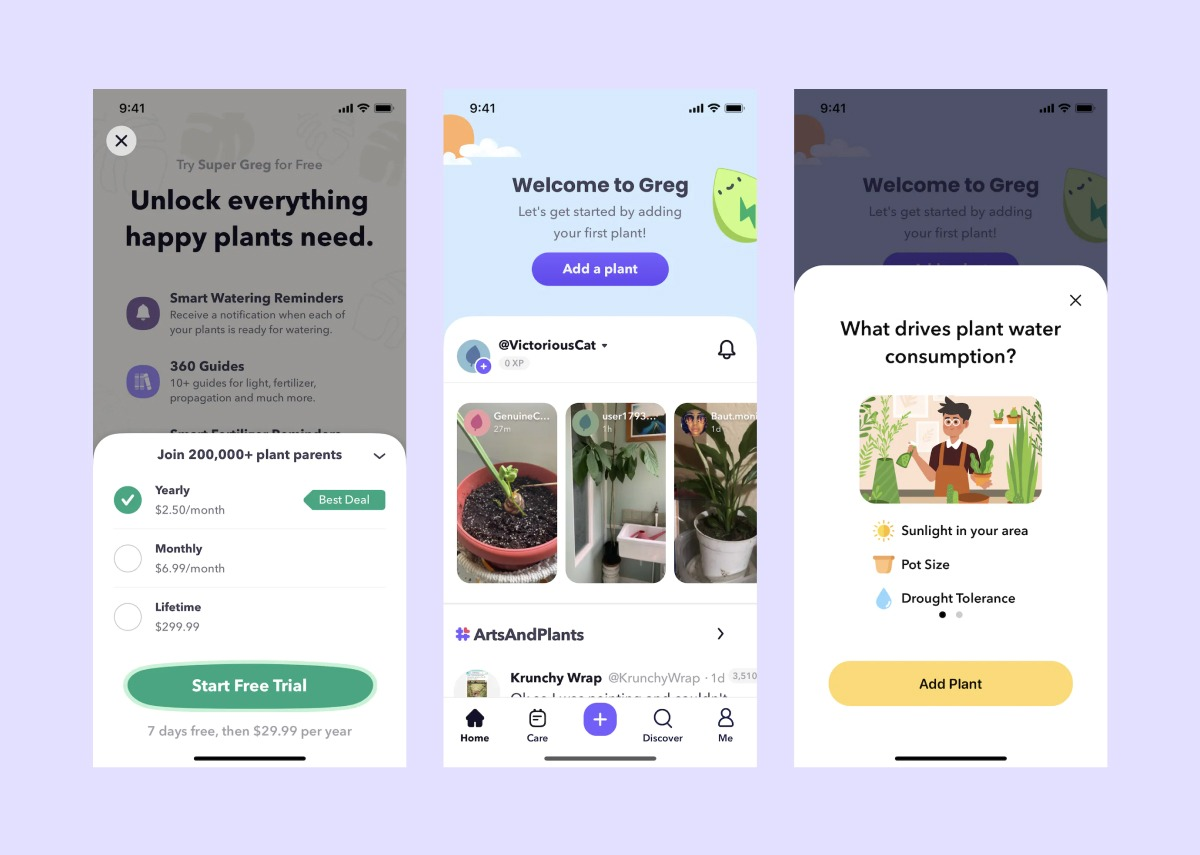 9:41
Try Super Greg for Free
Unlock everything
happy plants need.
Smart Watering Reminders
Receive a notification when each of
your plants is ready for watering.
360 Guides
10+ guides for light, fertilizer,
propagation and much more.
Smart Fertilizing Reminders
Join 200,000+ plant parents
Yearly
$2.50/month
Best Deal
Monthly
$6.99/month
Lifetime
$299.99
Start Free Trial
7 days free, then $29.99 per year
9:41
Welcome to Greg
Let's get started by adding
your first plant!
Add a plant
@VictoriousCat
0 XP
GenuineC...
27m
user1793...
1h
Baut.moni
1d
#ArtsAndPlants
Krunchy Wrap @KrunchyWrap · 1d 3,510
Ok so I was painting and couldn't
Home
Care
Discover
Me
9:41
Welcome to Greg
Let's get started by adding
your first plant!
What drives plant water
consumption?
Sunlight in your area
Pot Size
Drought Tolerance
Add Plant